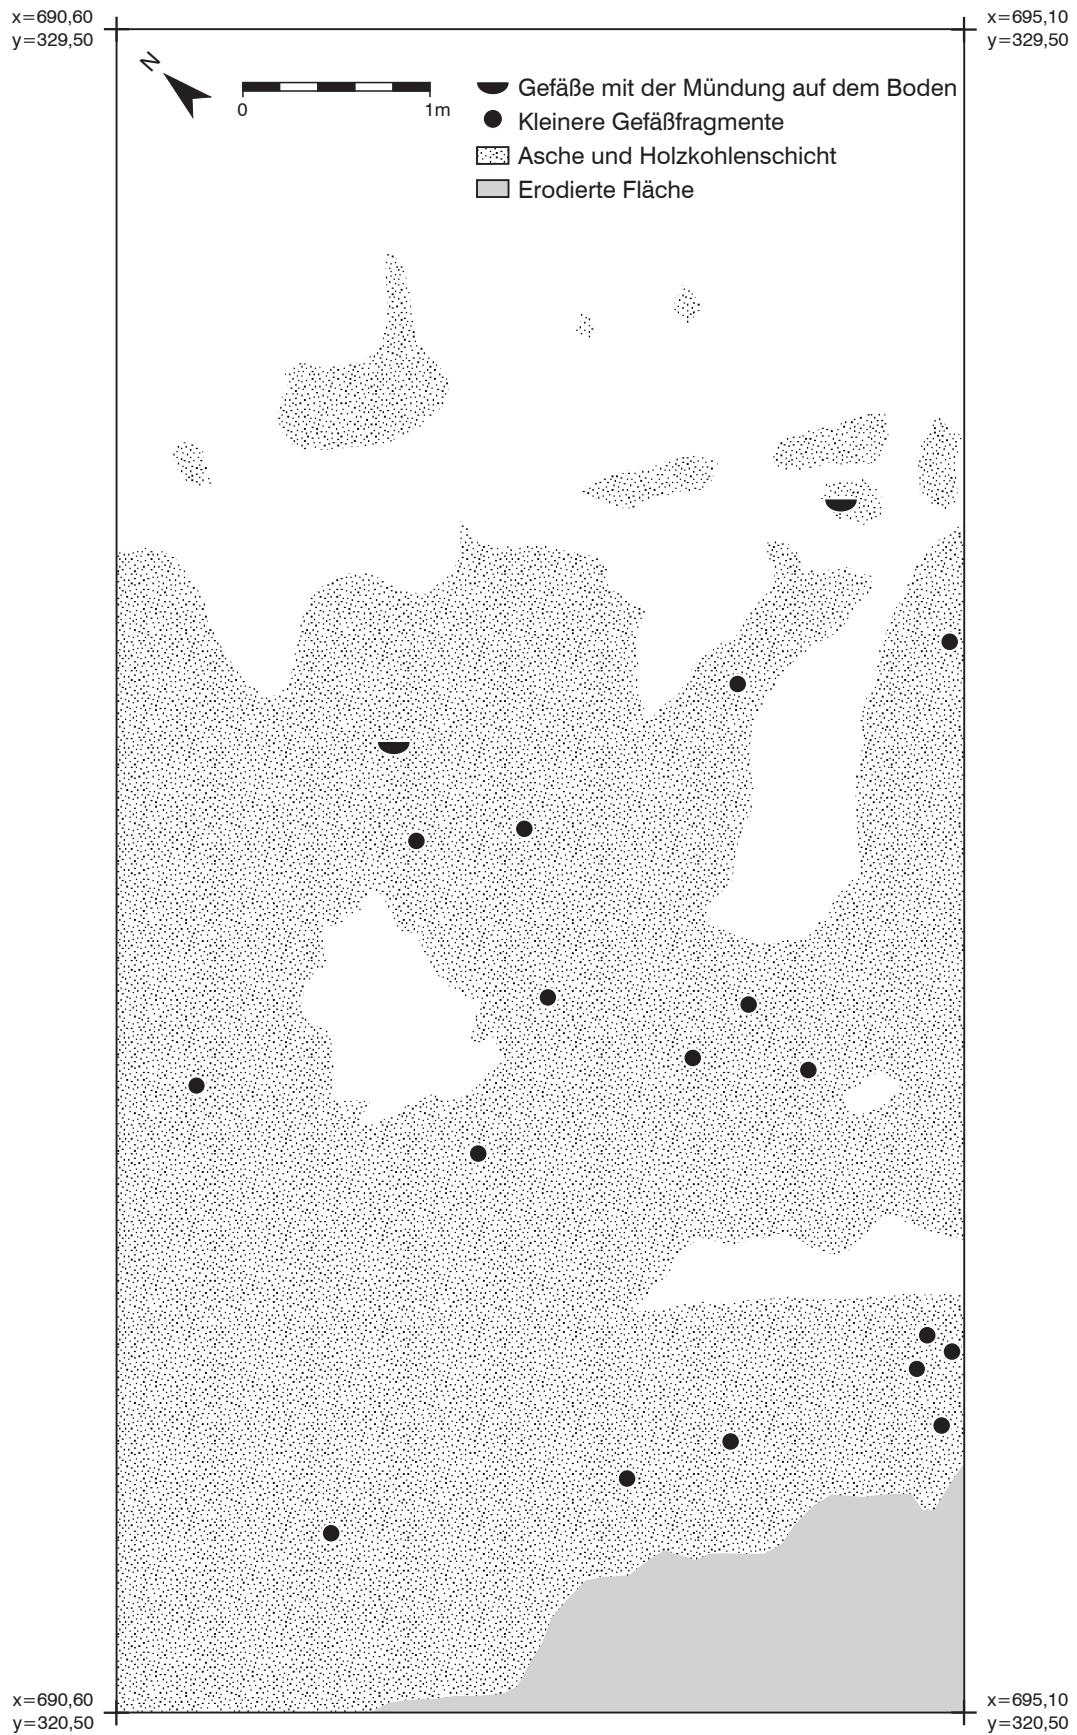 x=690,60
y=329,50
x=695,10
y=329,50
N
0 1m
Gefäße mit der Mündung auf dem Boden
Kleinere Gefäßfragmente
Asche und Holzkohlenschicht
Erodierte Fläche
x=690,60
y=320,50
x=695,10
y=320,50